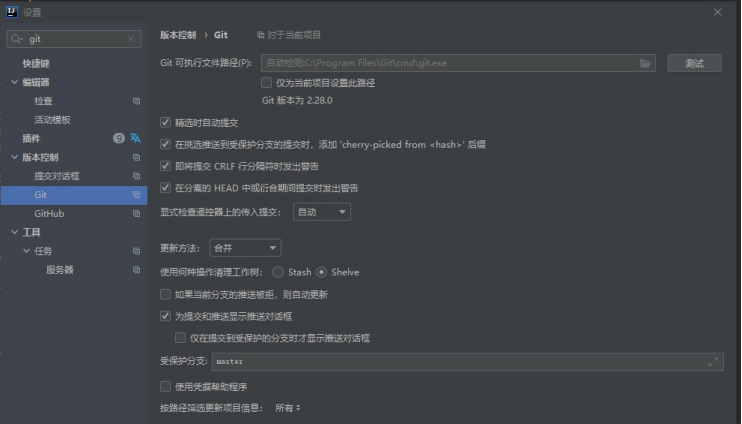 设置
git
快捷键
编辑器
检查
活动模板
插件 9
版本控制
提交对话框
Git
GitHub
工具
任务
服务器
版本控制 › Git 对于当前项目
Git 可执行文件路径(P): 自动检测C:\Program Files\Git\cmd\git.exe 测试
仅为当前项目设置此路径
Git 版本为 2.28.0
精选时自动提交
在挑选推送到受保护分支的提交时，添加 'cherry-picked from <hash>' 后缀
即将提交 CRLF 行分隔符时发出警告
在分离的 HEAD 中或衍合期间提交时发出警告
显式检查遥控器上的传入提交： 自动
更新方法： 合并
使用何种操作清理工作树： Stash Shelve
如果当前分支的推送被拒，则自动更新
为提交和推送显示推送对话框
仅在提交到受保护的分支时才显示推送对话框
受保护分支: master
使用凭据帮助程序
按路径筛选更新项目信息： 所有